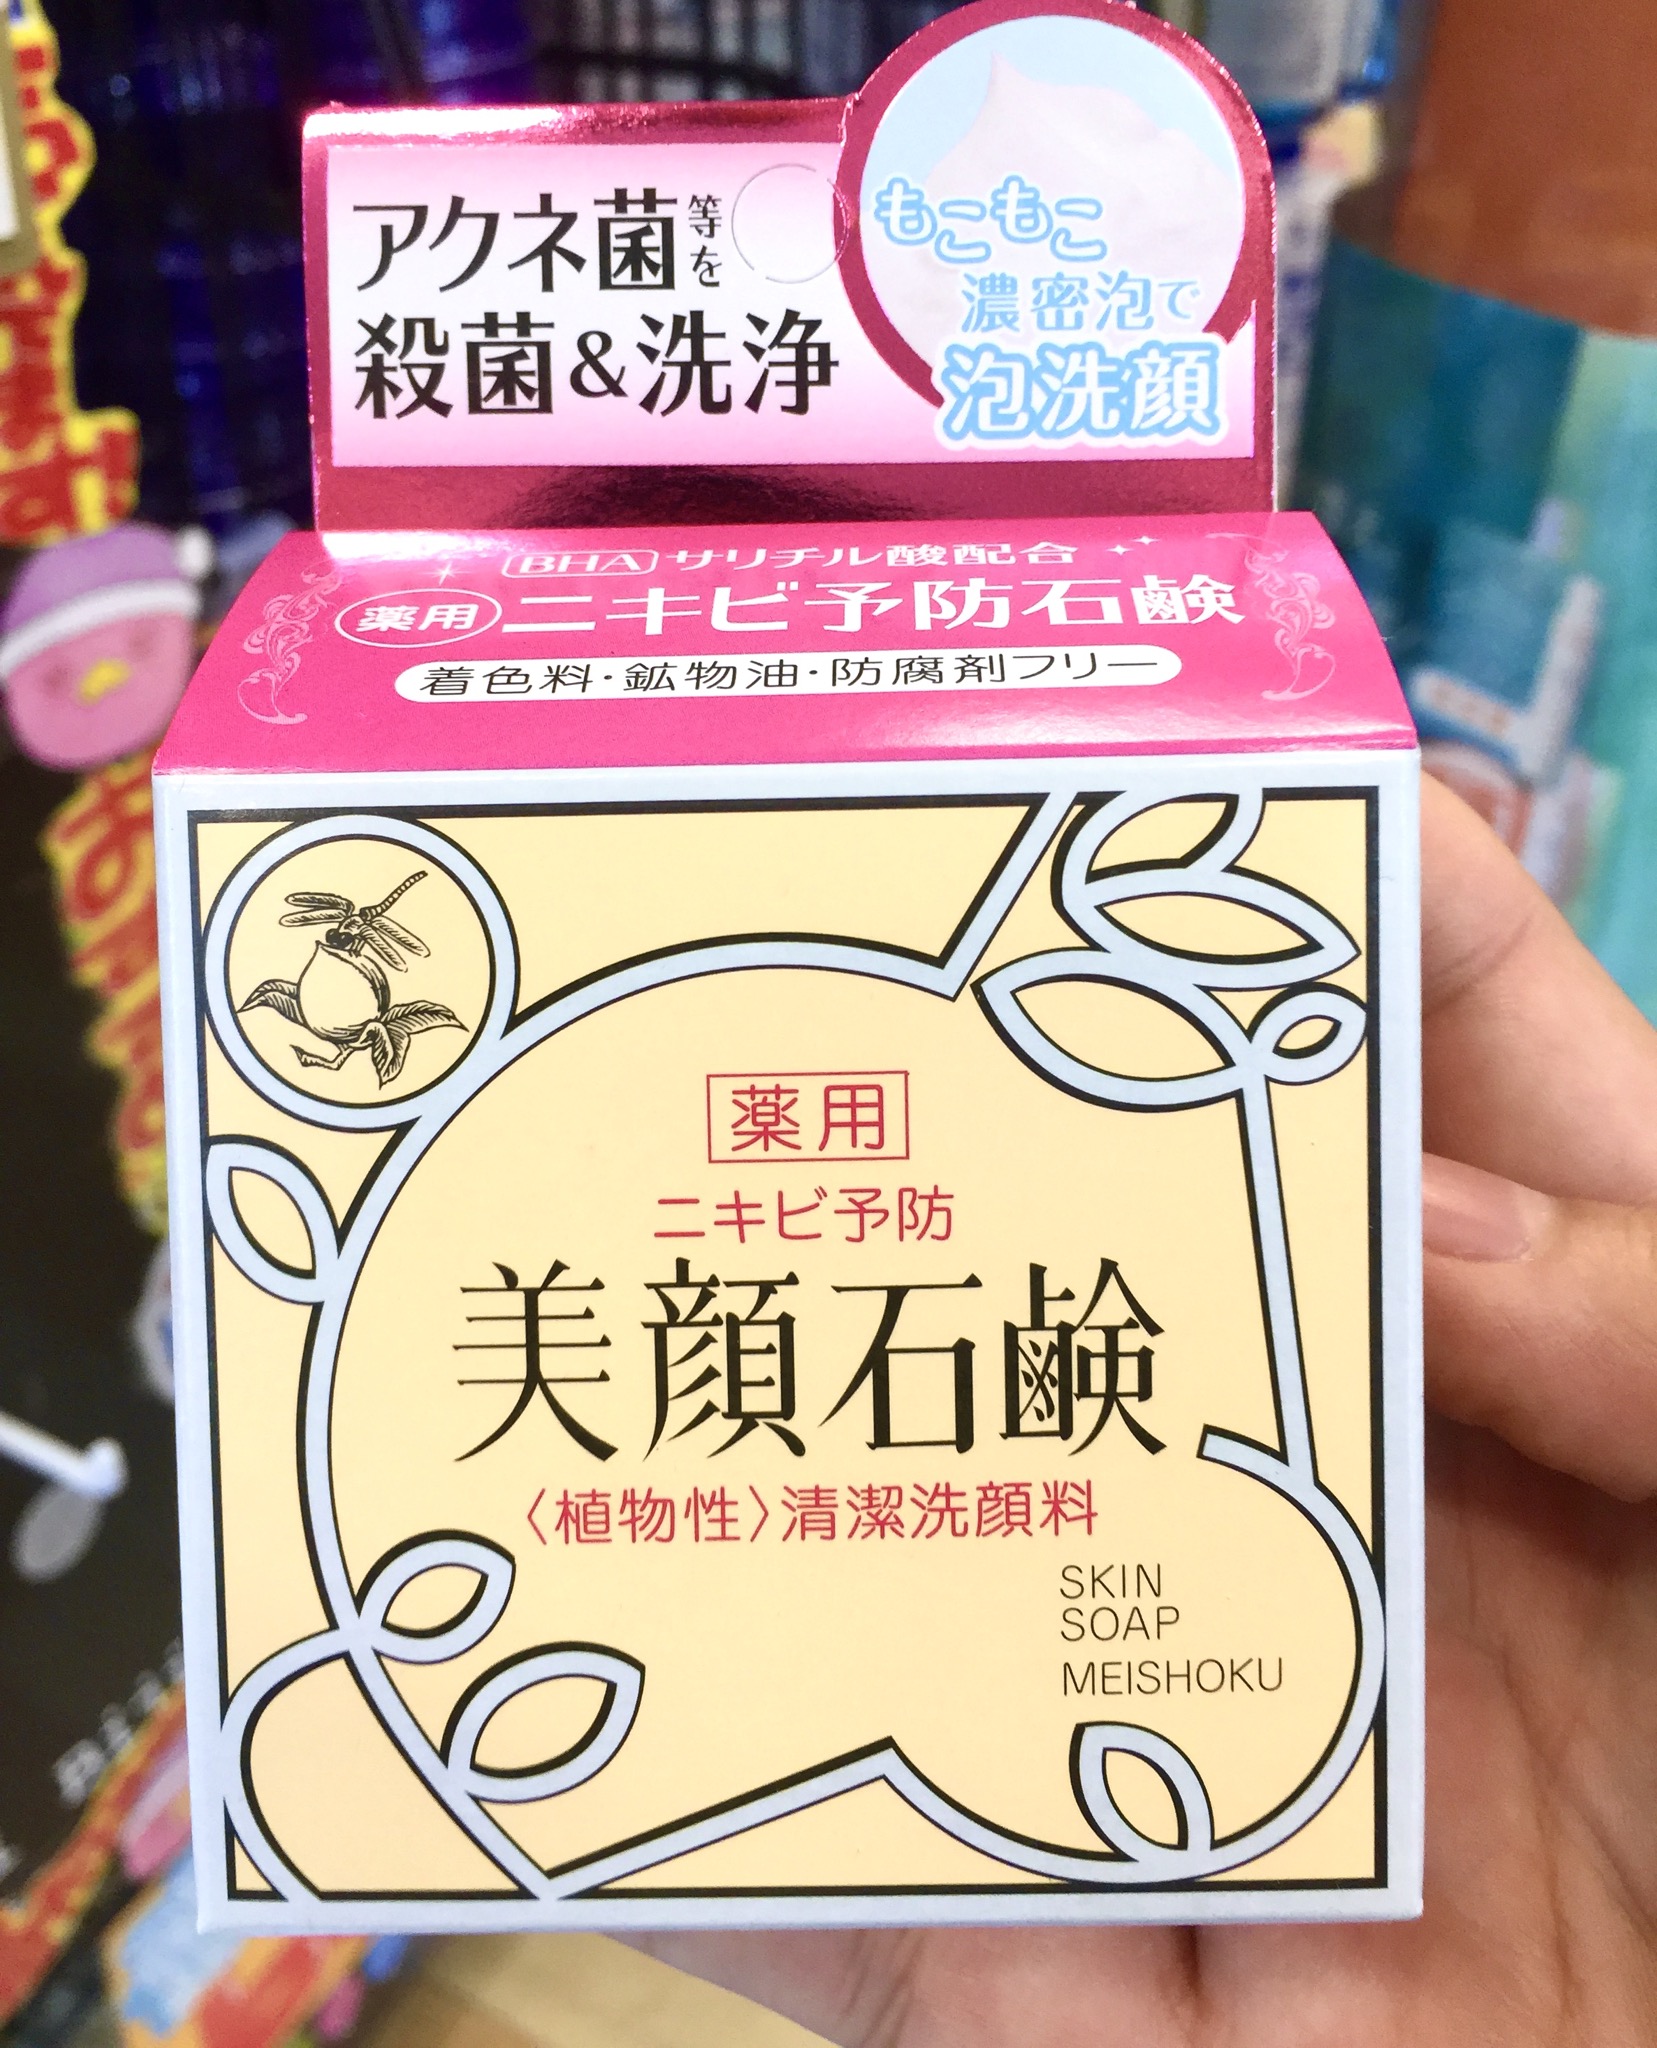 アクネ菌等を
殺菌&洗浄
もこもこ
濃密泡で
泡洗顔
BHA サリチル酸配合
薬用 ニキビ予防石鹸
着色料・鉱物油・防腐剤フリー
薬用
ニキビ予防
美顔石鹸
〈植物性〉清潔洗顔料
SKIN
SOAP
MEISHOKU